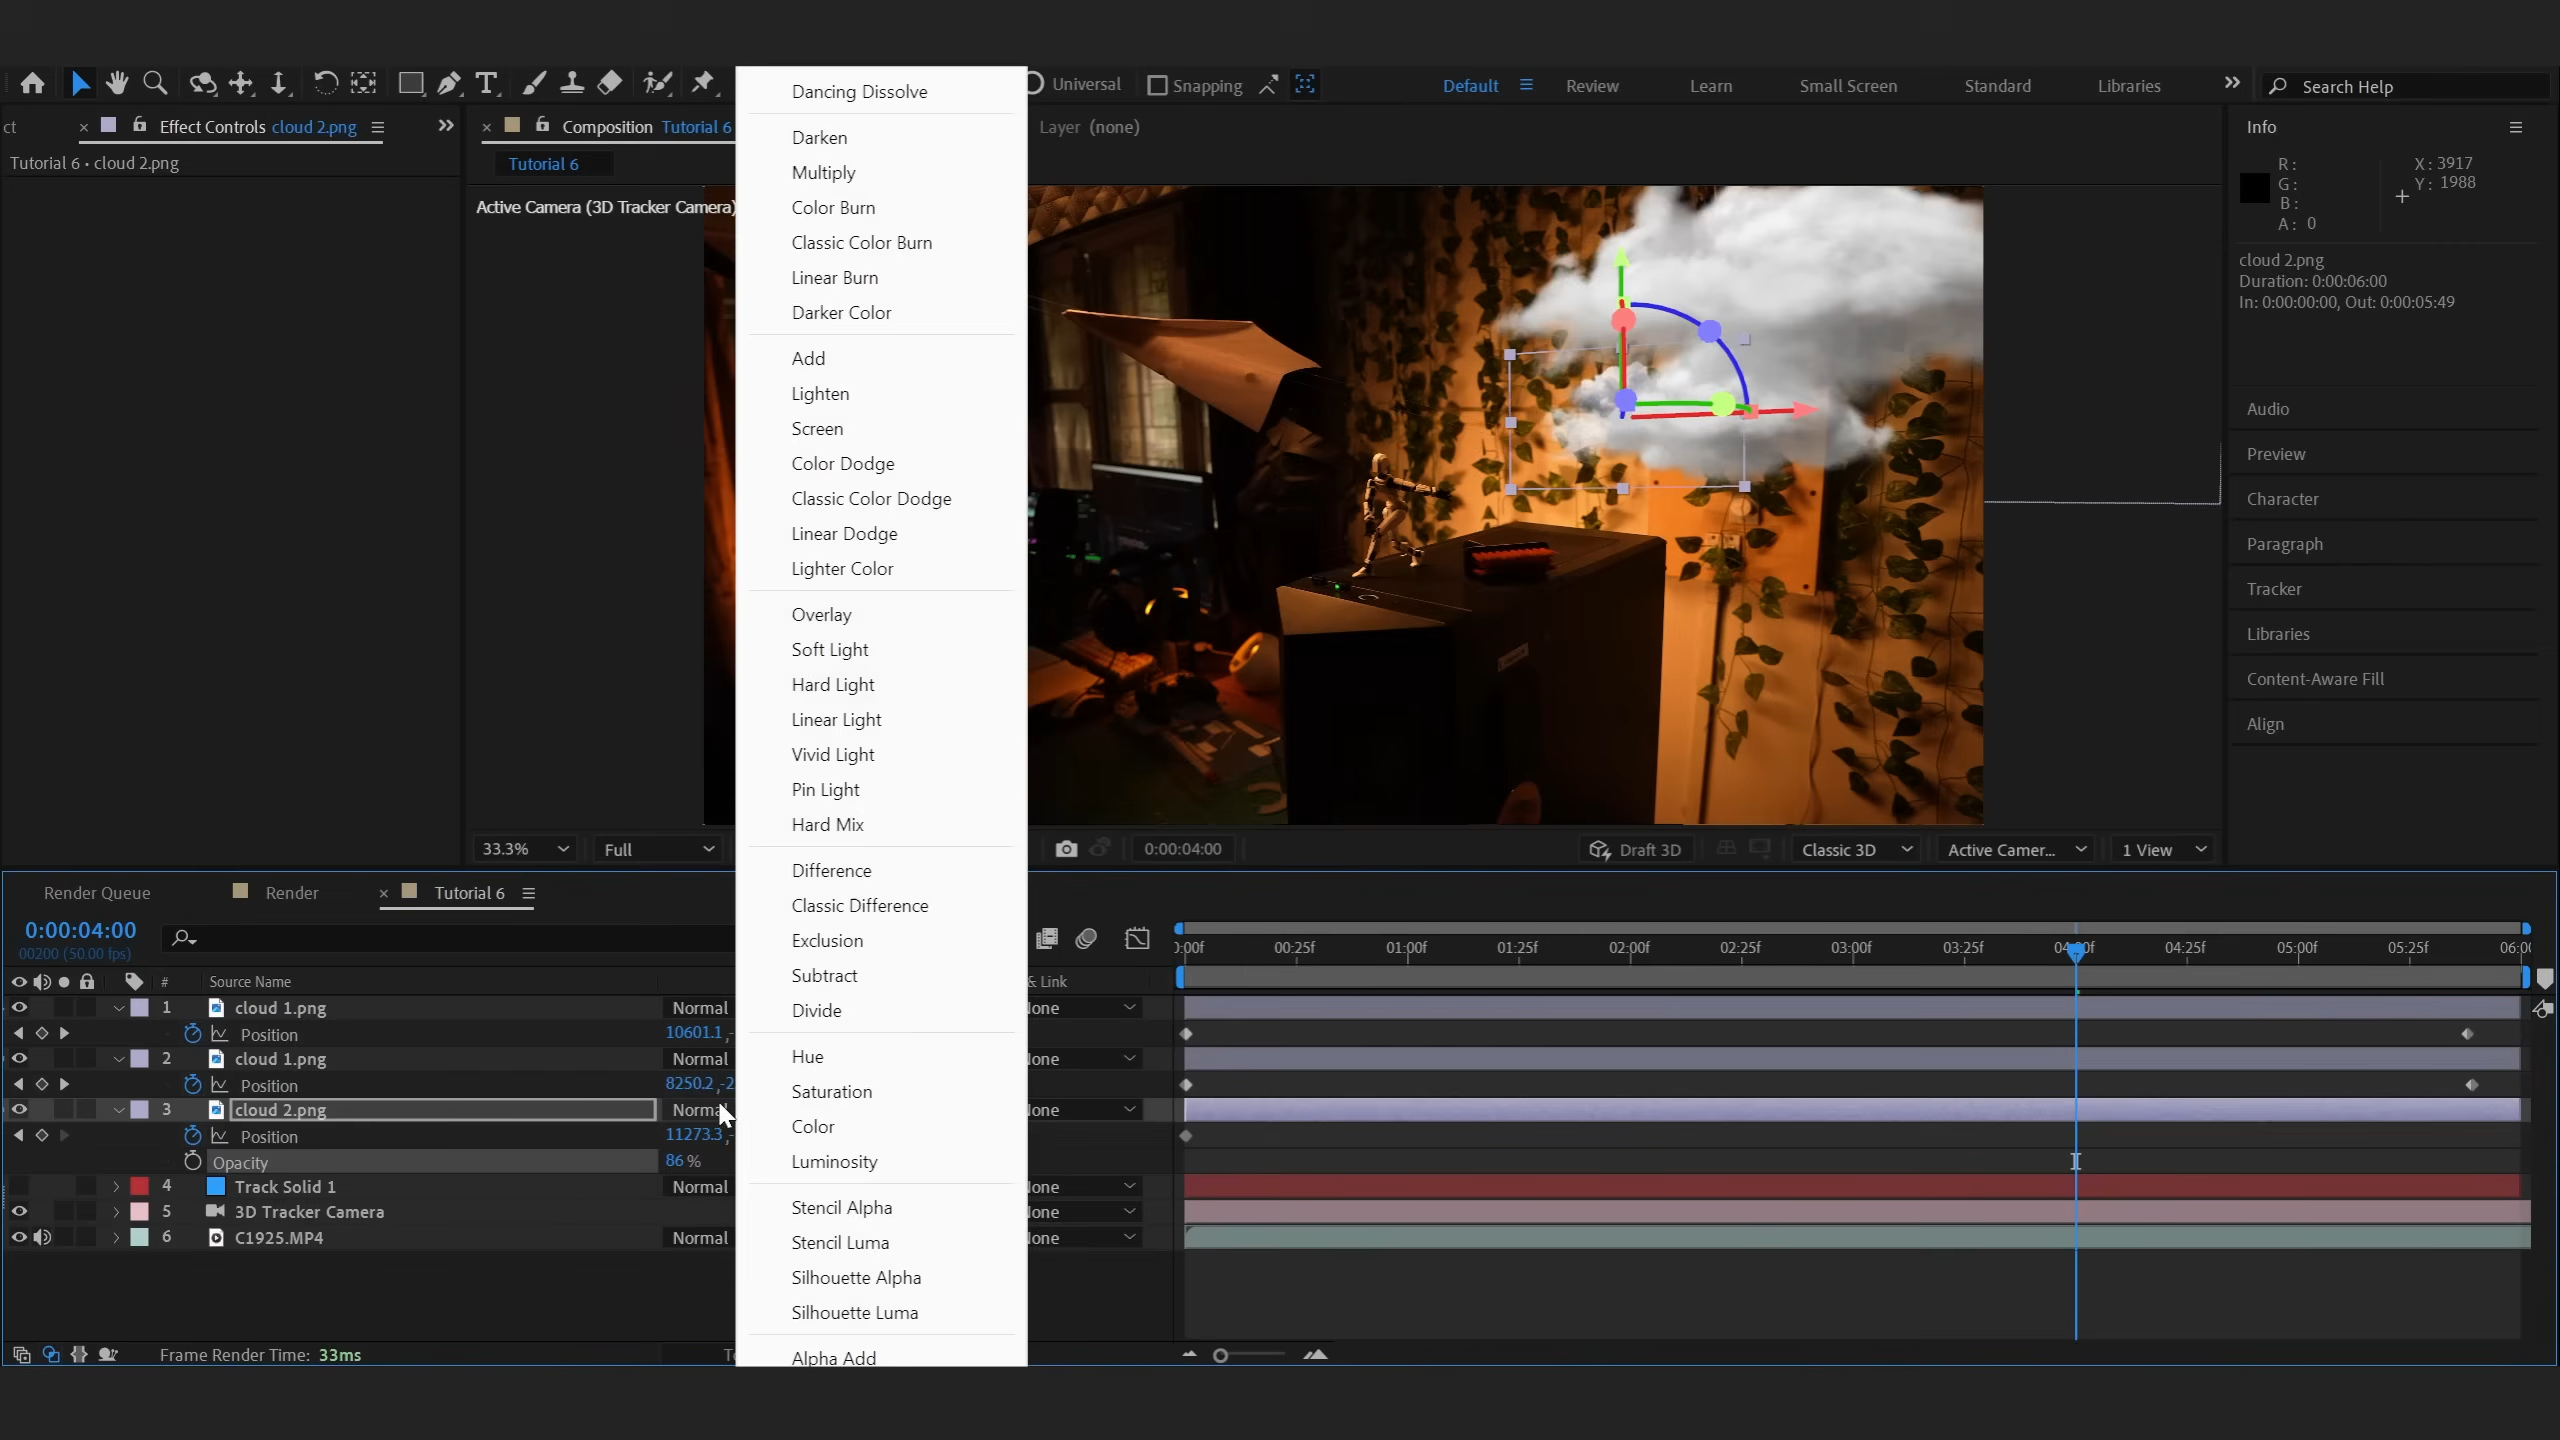 Universal
Snapping
Default
Review
Learn
Small Screen
Standard
Libraries
Search Help
ct
Effect Controls cloud 2.png
Composition Tutorial 6
Layer (none)
Info
Tutorial 6 • cloud 2.png
Tutorial 6
R:
G:
B:
A: 0
X: 3917
Y: 1988
Active Camera (3D Tracker Camera)
cloud 2.png
Duration: 0:00:06:00
In: 0:00:00:00, Out: 0:00:05:49
Audio
Preview
Character
Paragraph
Tracker
Libraries
Content-Aware Fill
Align
Dancing Dissolve
Darken
Multiply
Color Burn
Classic Color Burn
Linear Burn
Darker Color
Add
Lighten
Screen
Color Dodge
Classic Color Dodge
Linear Dodge
Lighter Color
Overlay
Soft Light
Hard Light
Linear Light
Vivid Light
Pin Light
Hard Mix
Difference
Classic Difference
Exclusion
Subtract
Divide
Hue
Saturation
Color
Luminosity
Stencil Alpha
Stencil Luma
Silhouette Alpha
Silhouette Luma
Alpha Add
33.3%
Full
0:00:04:00
Draft 3D
Classic 3D
Active Camer...
1 View
Render Queue
Render
Tutorial 6
0:00:04:00
00200 (50.00 fps)
# Source Name
& Link
:00f 00:25f 01:00f 01:25f 02:00f 02:25f 03:00f 03:25f 04:00f 04:25f 05:00f 05:25f 06:0
1 cloud 1.png Normal None
Position 10601.1,-
2 cloud 1.png Normal None
Position 8250.2,-2
3 cloud 2.png Normal None
Position 11273.3,-
Opacity 86 %
4 Track Solid 1 Normal None
5 3D Tracker Camera None
6 C1925.MP4 Normal None
Frame Render Time: 33ms
To